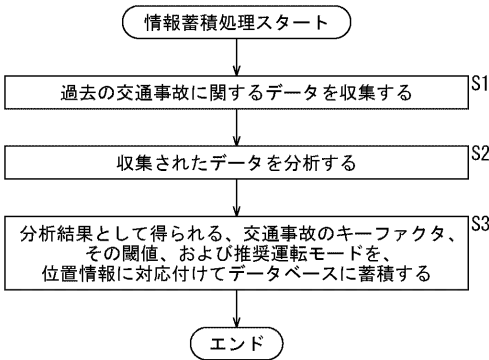 情報蓄積処理スタート
S1
過去の交通事故に関するデータを収集する
S2
収集されたデータを分析する
S3
分析結果として得られる、交通事故のキーファクタ、
その閾値、および推奨運転モードを、
位置情報に対応付けてデータベースに蓄積する
エンド